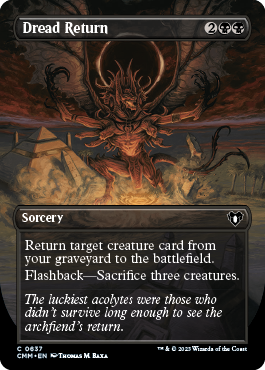 Dread Return 2
Sorcery
Return target creature card from
your graveyard to the battlefield.
Flashback—Sacrifice three creatures.
The luckiest acolytes were those who
didn't survive long enough to see the
archfiend's return.
C 0637
CMM • EN Thomas M. Baxa ™ & © 2023 Wizards of the Coast